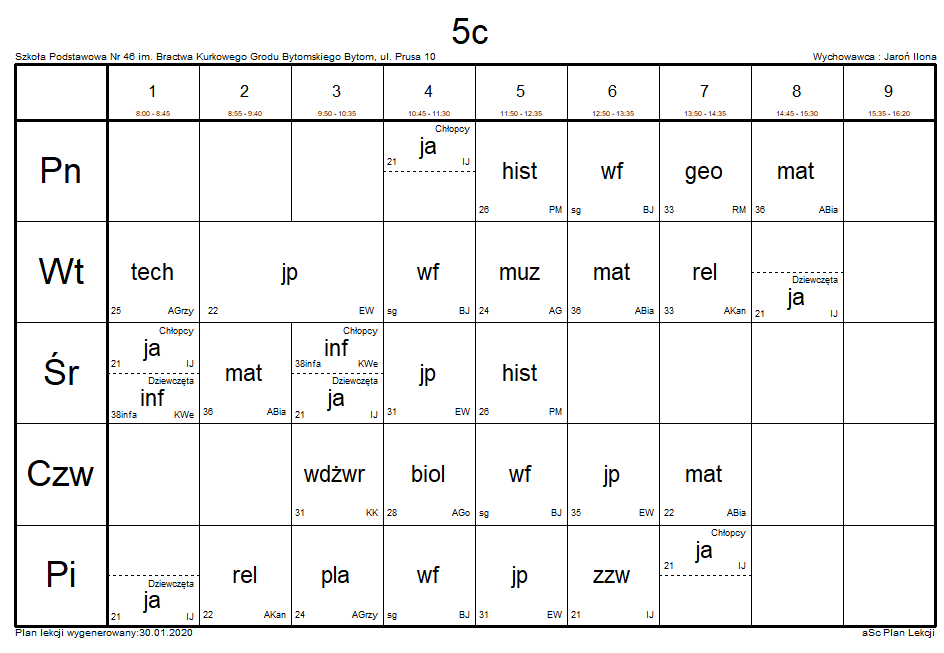 5c
Szkoła Podstawowa Nr 46 im. Bractwa Kurkowego Grodu Bytomskiego Bytom, ul. Prusa 10 Wychowawca : Jaroń Ilona
1 2 3 4 5 6 7 8 9
8:00 - 8:45 8:55 - 9:40 9:50 - 10:35 10:45 - 11:30 11:50 - 12:35 12:50 - 13:35 13:50 - 14:35 14:45 - 15:30 15:35 - 16:20
Pn
Chłopcy
ja
21 IJ
hist
26 PM
wf
sg BJ
geo
33 RM
mat
36 ABia
Wt
tech
25 AGrzy
jp
22 EW
wf
sg BJ
muz
24 AG
mat
36 ABia
rel
33 AKan
Dziewczęta
ja
21 IJ
Śr
Chłopcy
ja
21 IJ
Dziewczęta
inf
38infa KWe
mat
36 ABia
Chłopcy
inf
38infa KWe
Dziewczęta
ja
21 IJ
jp
31 EW
hist
26 PM
Czw
wdżwr
31 KK
biol
28 AGo
wf
sg BJ
jp
35 EW
mat
22 ABia
Pi
Dziewczęta
ja
21 IJ
rel
22 AKan
pla
24 AGrzy
wf
sg BJ
jp
31 EW
zzw
21 IJ
Chłopcy
ja
21 IJ
Plan lekcji wygenerowany:30.01.2020 aSc Plan Lekcji